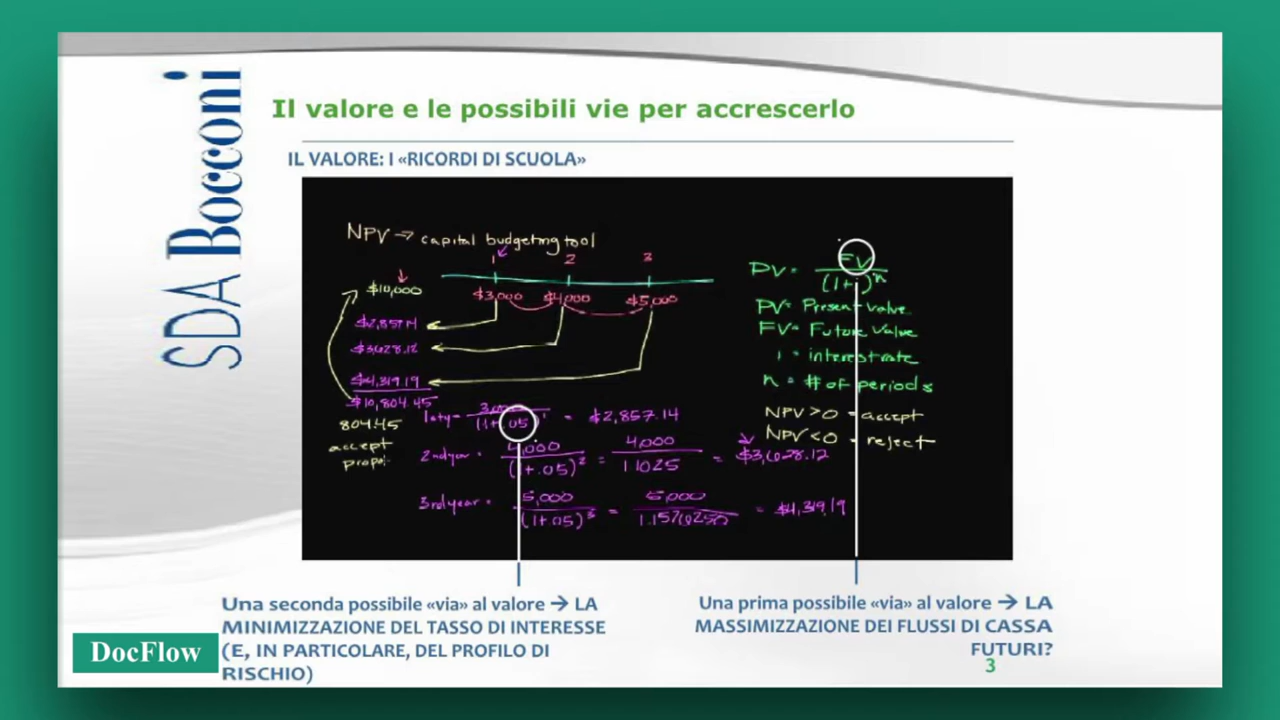 SDA Bocconi
Il valore e le possibili vie per accrescerlo
IL VALORE: I «RICORDI DI SCUOLA»
NPV → capital budgeting tool
1 2 3
$10,000 $3,000 $4,000 $5,000
$2,857.14
$3,628.12
$4,319.19
$10,804.45
804.45
accept
1st y = 3,000 / (1+.05)¹ = $2,857.14
2nd year = 4,000 / (1+.05)² = 4,000 / 1.1025 = $3,628.12
3rd year = 5,000 / (1+.05)³ = 5,000 / 1.1576250 = $4,319.19
PV = FV / (1+i)ⁿ
PV = Present value
FV = Future Value
i = interest rate
n = # of periods
NPV>0 - accept
NPV<0 - reject
Una seconda possibile «via» al valore → LA
MINIMIZZAZIONE DEL TASSO DI INTERESSE
(E, IN PARTICOLARE, DEL PROFILO DI
RISCHIO)
Una prima possibile «via» al valore → LA
MASSIMIZZAZIONE DEI FLUSSI DI CASSA
FUTURI?
3
DocFlow